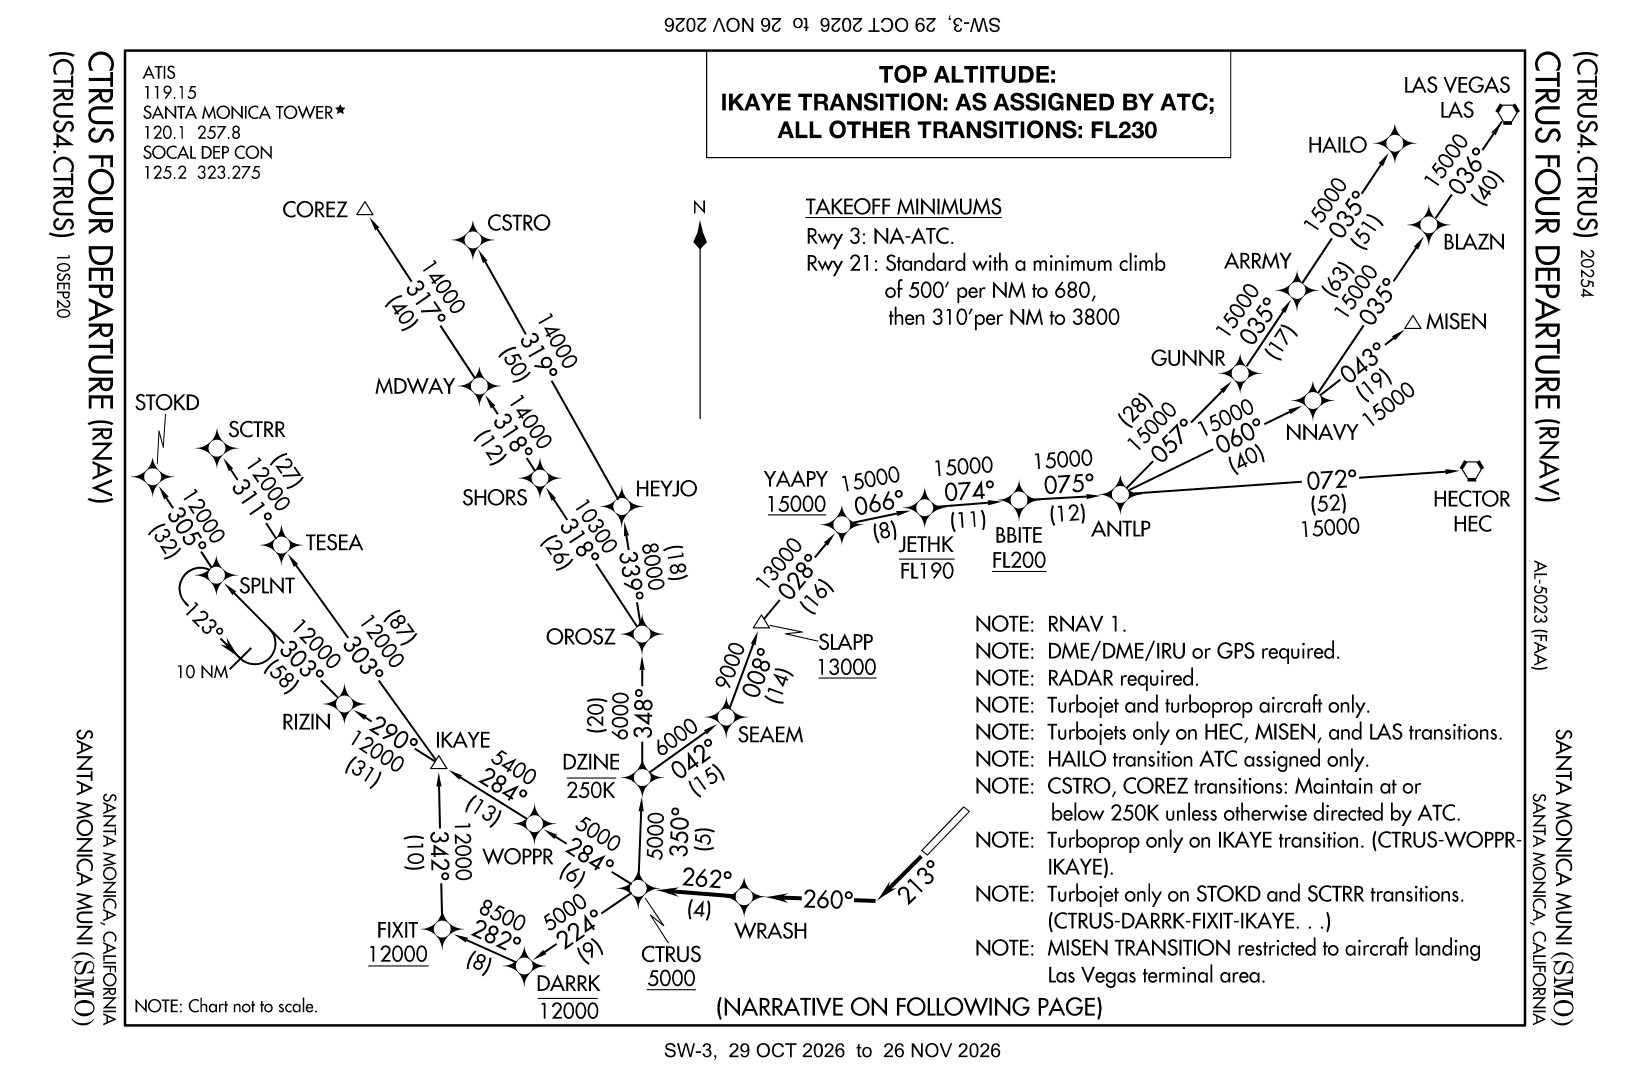 SW-3, 29 OCT 2026 to 26 NOV 2026
CTRUS FOUR DEPARTURE (RNAV)
(CTRUS4.CTRUS) 10SEP20
SANTA MONICA MUNI (SMO)
SANTA MONICA, CALIFORNIA
ATIS
119.15
SANTA MONICA TOWER★
120.1 257.8
SOCAL DEP CON
125.2 323.275
TOP ALTITUDE:
IKAYE TRANSITION: AS ASSIGNED BY ATC;
ALL OTHER TRANSITIONS: FL230
TAKEOFF MINIMUMS
Rwy 3: NA-ATC.
Rwy 21: Standard with a minimum climb
of 500′ per NM to 680,
then 310′per NM to 3800
N
LAS VEGAS
LAS
15000
036°
(40)
BLAZN
HAILO
15000
035°
(51)
ARRMY
(63)
15000
035°
15000
035°
(17)
GUNNR
MISEN
043°
(19)
15000
NNAVY
(28)
15000
057°
15000
060°
(40)
072°
(52)
15000
HECTOR
HEC
ANTLP
15000
075°
(12)
BBITE
FL200
15000
074°
(11)
JETHK
FL190
15000
066°
(8)
YAAPY
15000
13000
028°
(16)
SLAPP
13000
9000
008°
(14)
SEAEM
6000
042°
(15)
COREZ
14000
317°
(40)
MDWAY
14000
318°
(12)
SHORS
10300
318°
(26)
CSTRO
14000
319°
(50)
HEYJO
(18)
8000
339°
OROSZ
(20)
6000
348°
DZINE
250K
5000
350°
(5)
STOKD
12000
305°
(32)
SPLNT
123°
10 NM
12000
303°
(58)
RIZIN
290°
12000
(31)
SCTRR
(27)
12000
311°
TESEA
(87)
12000
303°
IKAYE
5400
284°
(13)
WOPPR
5000
284°
(6)
12000
342°
(10)
FIXIT
12000
8500
282°
(8)
DARRK
12000
5000
224°
(9)
CTRUS
5000
262°
(4)
WRASH
260°
213°
NOTE: RNAV 1.
NOTE: DME/DME/IRU or GPS required.
NOTE: RADAR required.
NOTE: Turbojet and turboprop aircraft only.
NOTE: Turbojets only on HEC, MISEN, and LAS transitions.
NOTE: HAILO transition ATC assigned only.
NOTE: CSTRO, COREZ transitions: Maintain at or
below 250K unless otherwise directed by ATC.
NOTE: Turboprop only on IKAYE transition. (CTRUS-WOPPR-
IKAYE).
NOTE: Turbojet only on STOKD and SCTRR transitions.
(CTRUS-DARRK-FIXIT-IKAYE. . .)
NOTE: MISEN TRANSITION restricted to aircraft landing
Las Vegas terminal area.
NOTE: Chart not to scale.
(NARRATIVE ON FOLLOWING PAGE)
CTRUS FOUR DEPARTURE (RNAV)
(CTRUS4.CTRUS) 20254
AL-5023 (FAA)
SANTA MONICA MUNI (SMO)
SANTA MONICA, CALIFORNIA
SW-3, 29 OCT 2026 to 26 NOV 2026